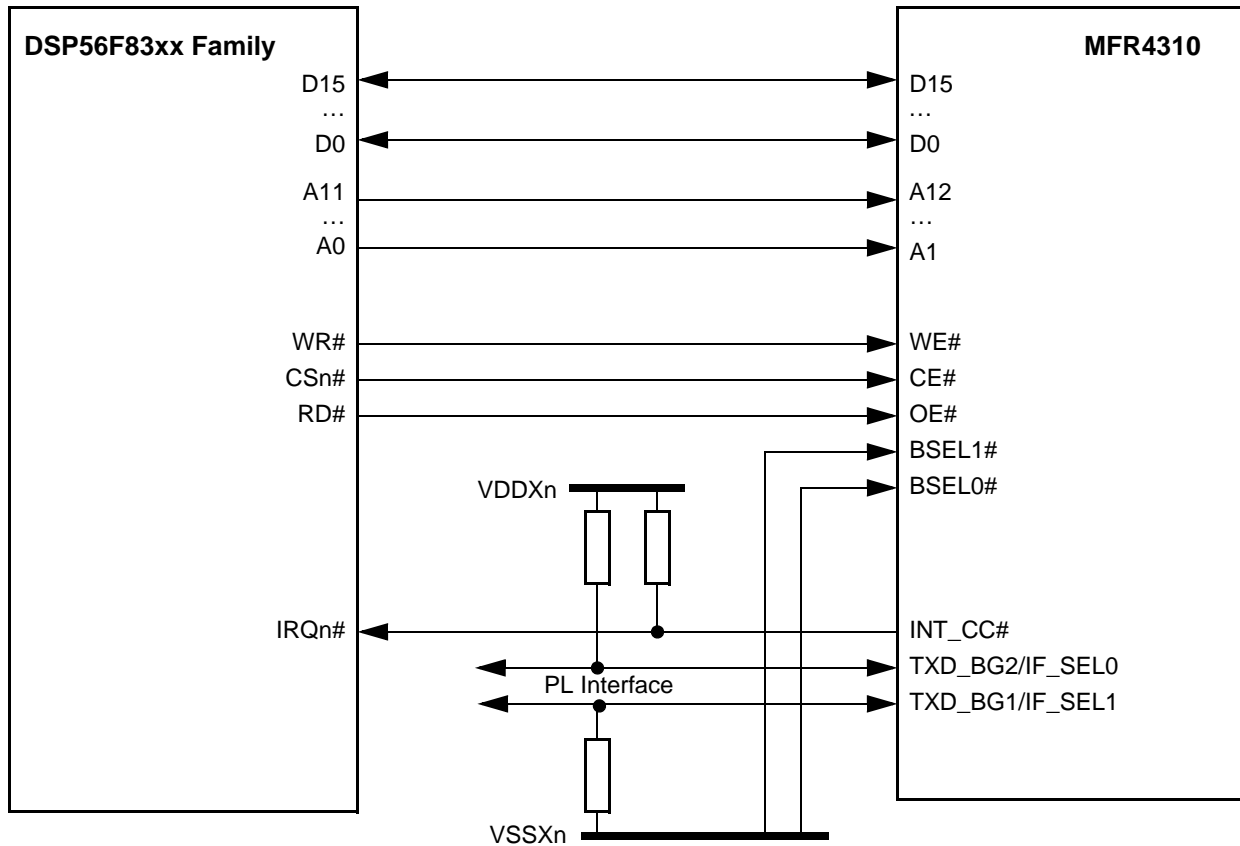 DSP56F83xx Family
MFR4310
D15
D15
...
...
D0
D0
A11
A12
...
...
A0
A1
WR#
WE#
CSn#
CE#
RD#
OE#
BSEL1#
VDDXn
BSEL0#
IRQn#
INT_CC#
TXD_BG2/IF_SEL0
PL Interface
TXD_BG1/IF_SEL1
VSSXn